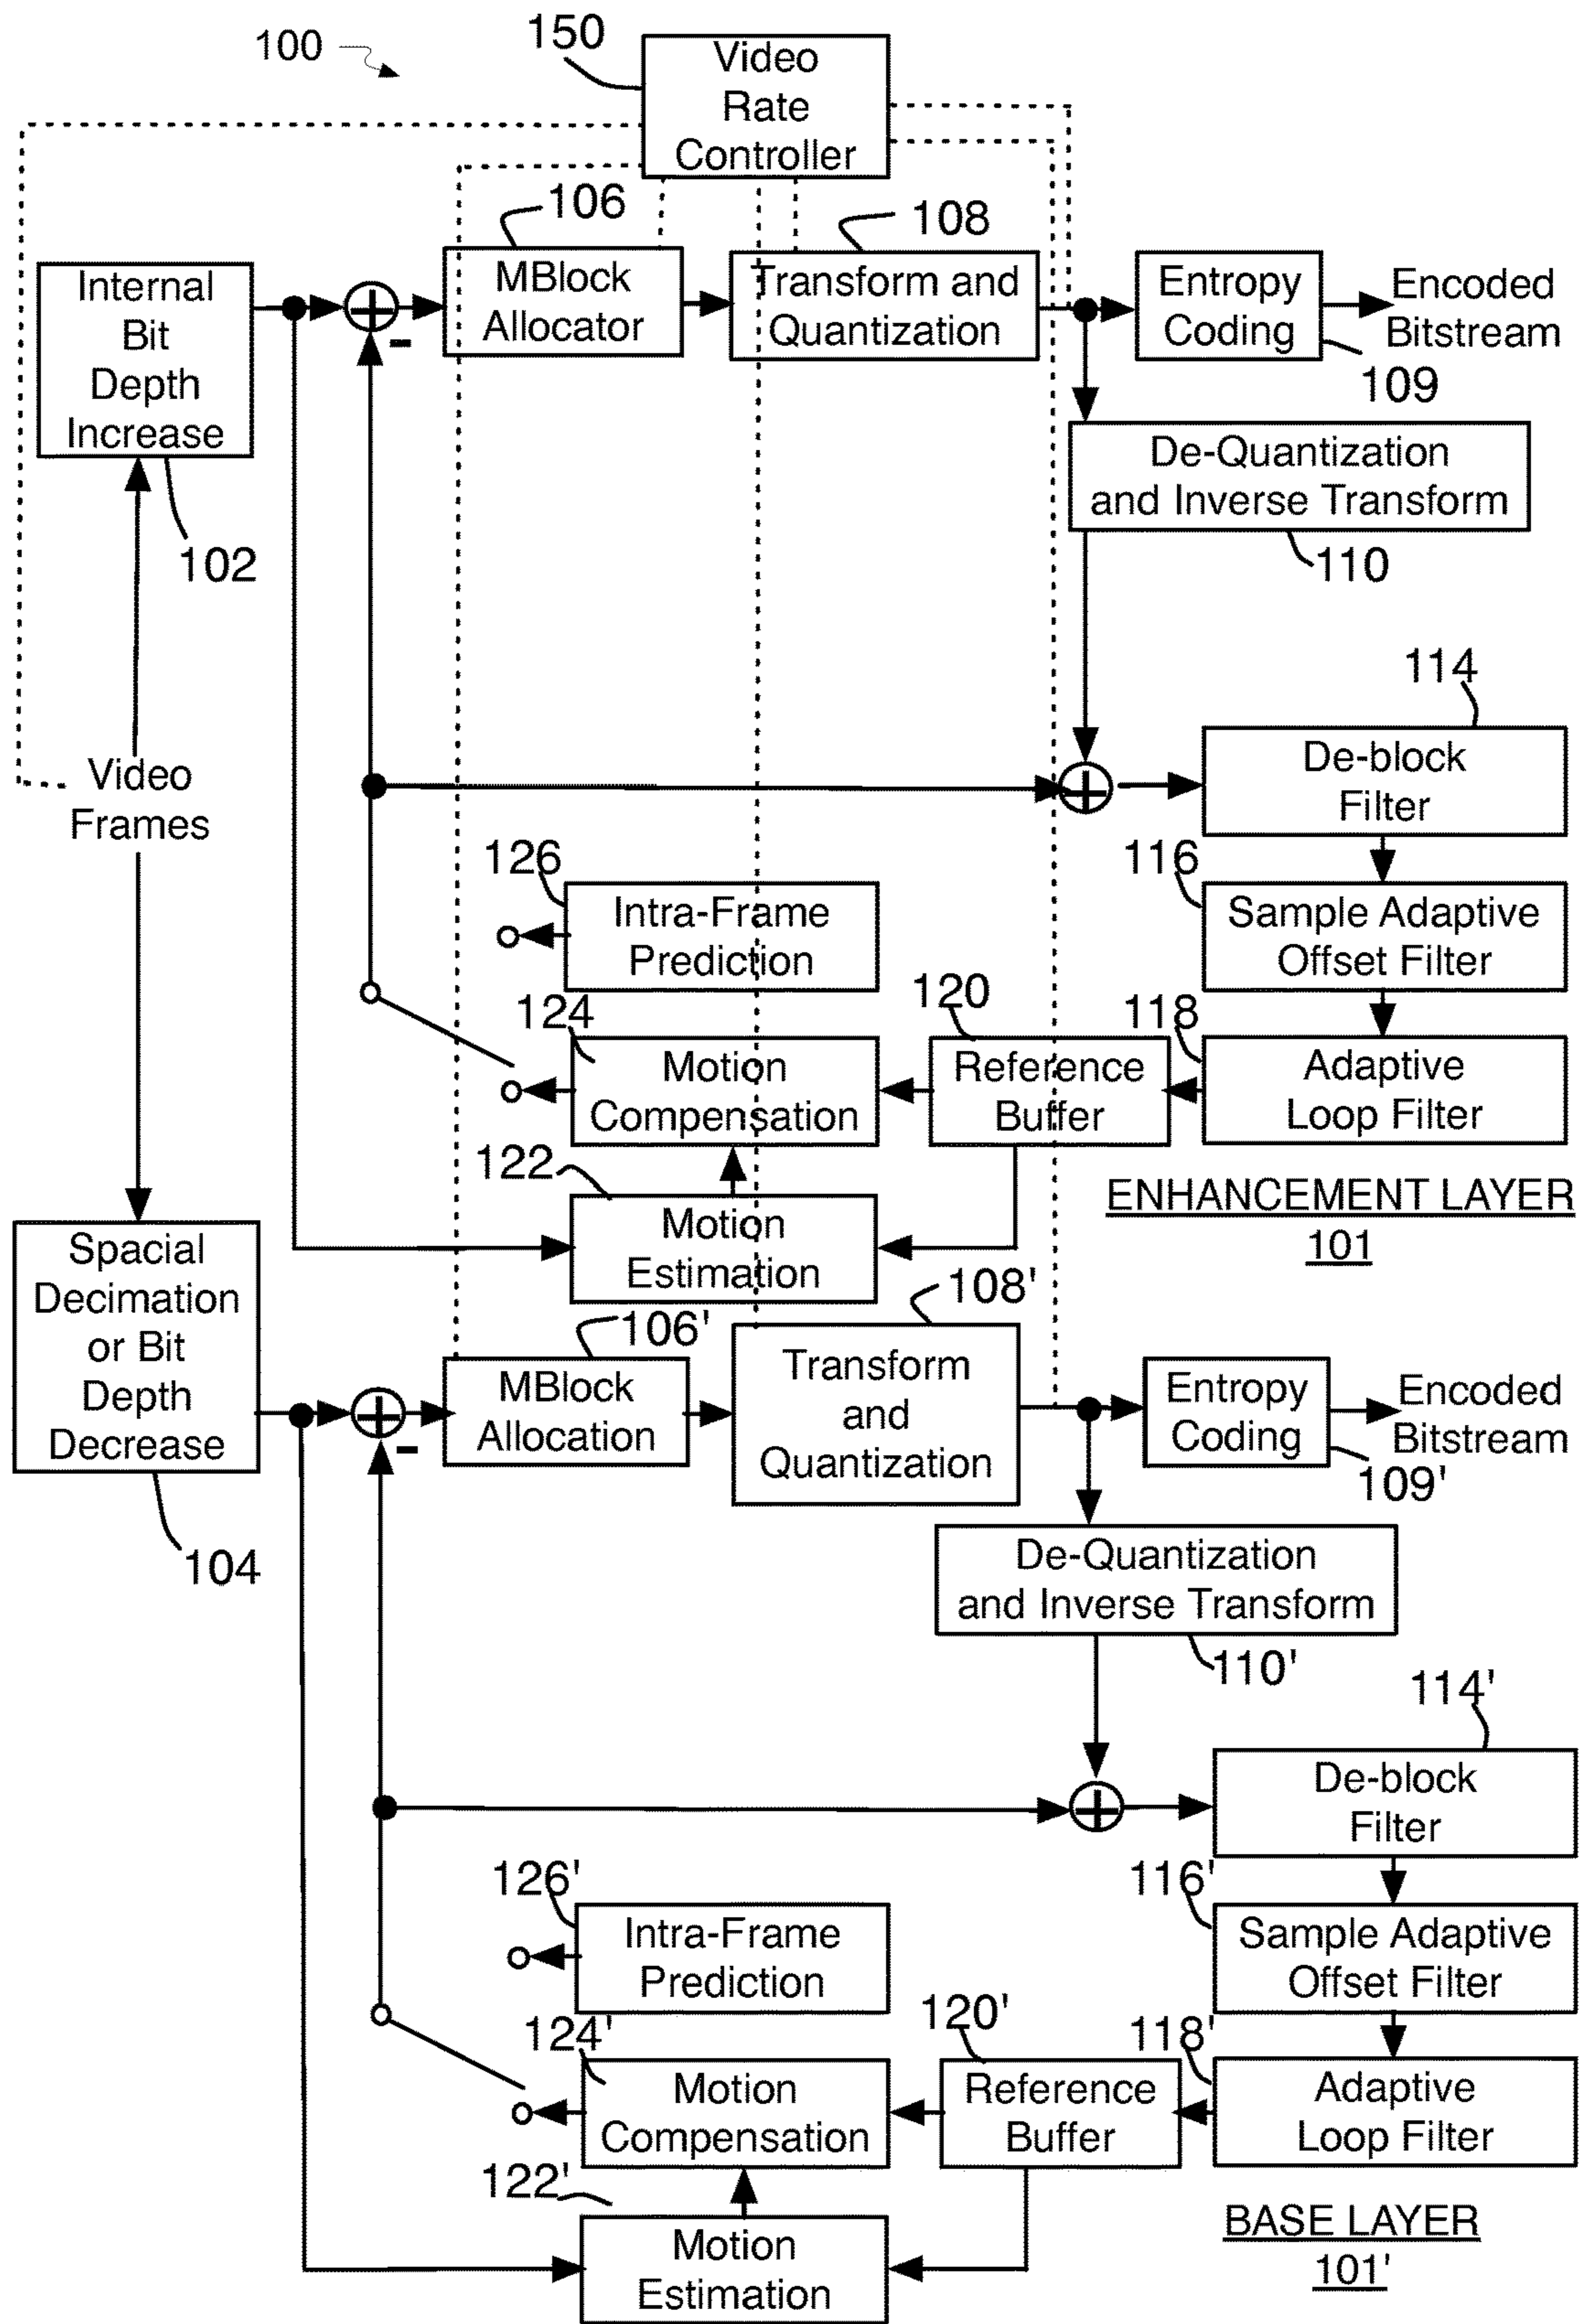 100
150
Video
Rate
Controller
106
108
Internal
Bit
Depth
Increase
102
-
MBlock
Allocator
Transform and
Quantization
Entropy
Coding
109
Encoded
Bitstream
De-Quantization
and Inverse Transform
110
Video
Frames
114
De-block
Filter
126
Intra-Frame
Prediction
116
Sample Adaptive
Offset Filter
124
Motion
Compensation
120
Reference
Buffer
118
Adaptive
Loop Filter
122
Motion
Estimation
ENHANCEMENT LAYER
101
Spacial
Decimation
or Bit
Depth
Decrease
104
-
106'
MBlock
Allocation
108'
Transform
and
Quantization
Entropy
Coding
109'
Encoded
Bitstream
De-Quantization
and Inverse Transform
110'
114'
De-block
Filter
126'
Intra-Frame
Prediction
116'
Sample Adaptive
Offset Filter
124'
Motion
Compensation
120'
Reference
Buffer
118'
Adaptive
Loop Filter
122'
Motion
Estimation
BASE LAYER
101'